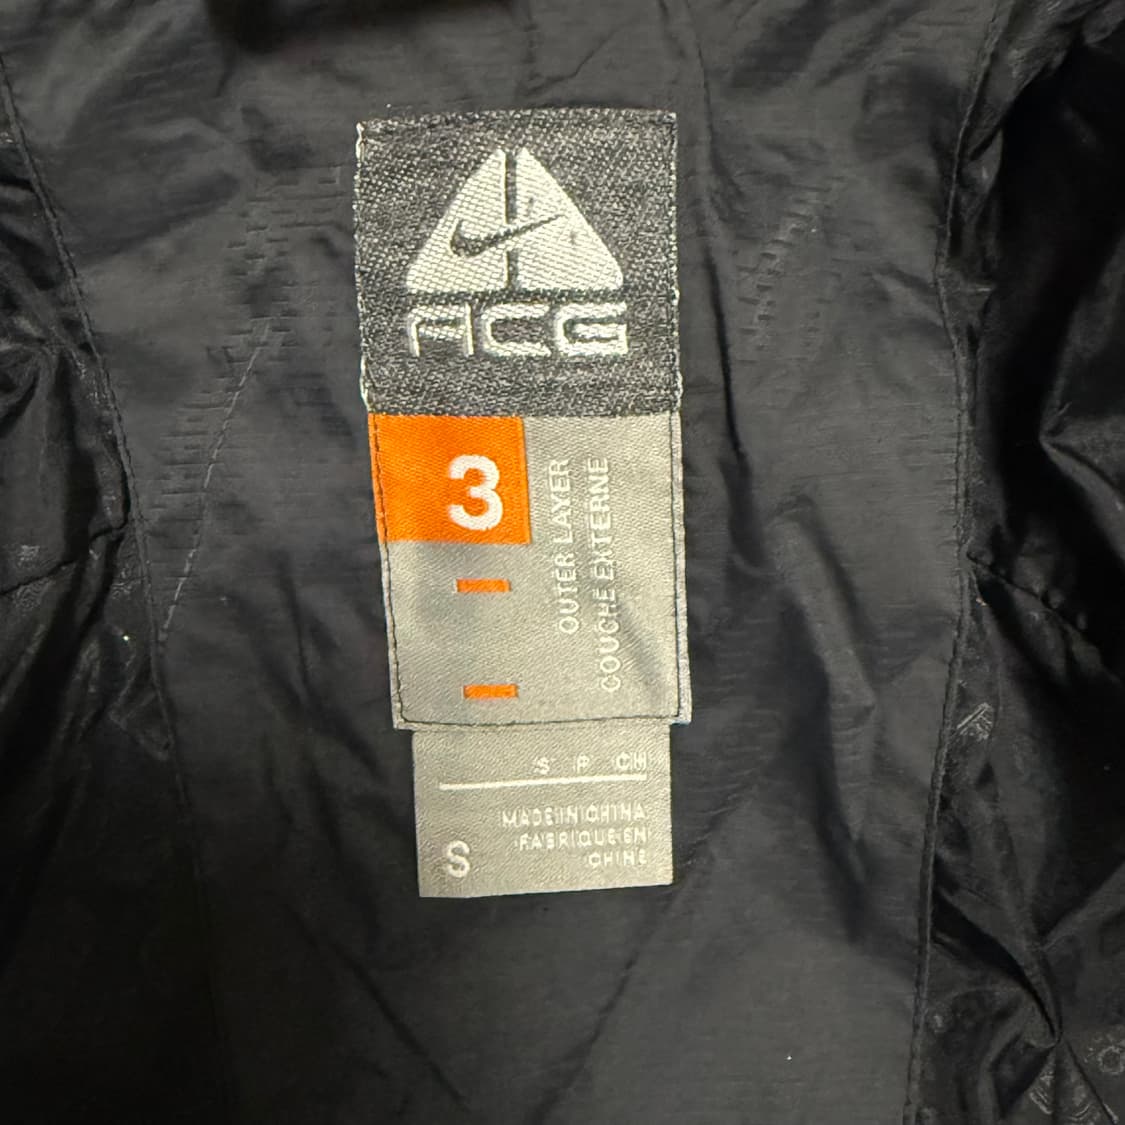 ACG
3
OUTER LAYER
COUCHE EXTERNE
S P CH
MADE IN CHINA
FABRIQUE EN
CHINE
S